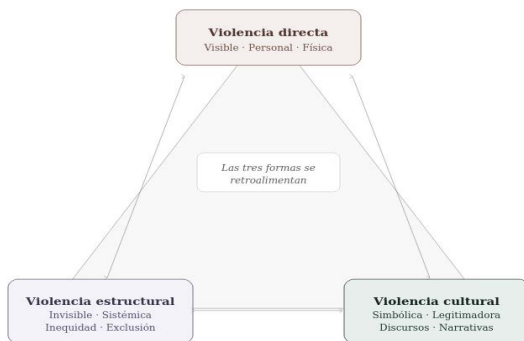 Violencia directa
Visible · Personal · Física
Las tres formas se
retroalimentan
Violencia estructural
Invisible · Sistémica
Inequidad · Exclusión
Violencia cultural
Simbólica · Legitimadora
Discursos · Narrativas